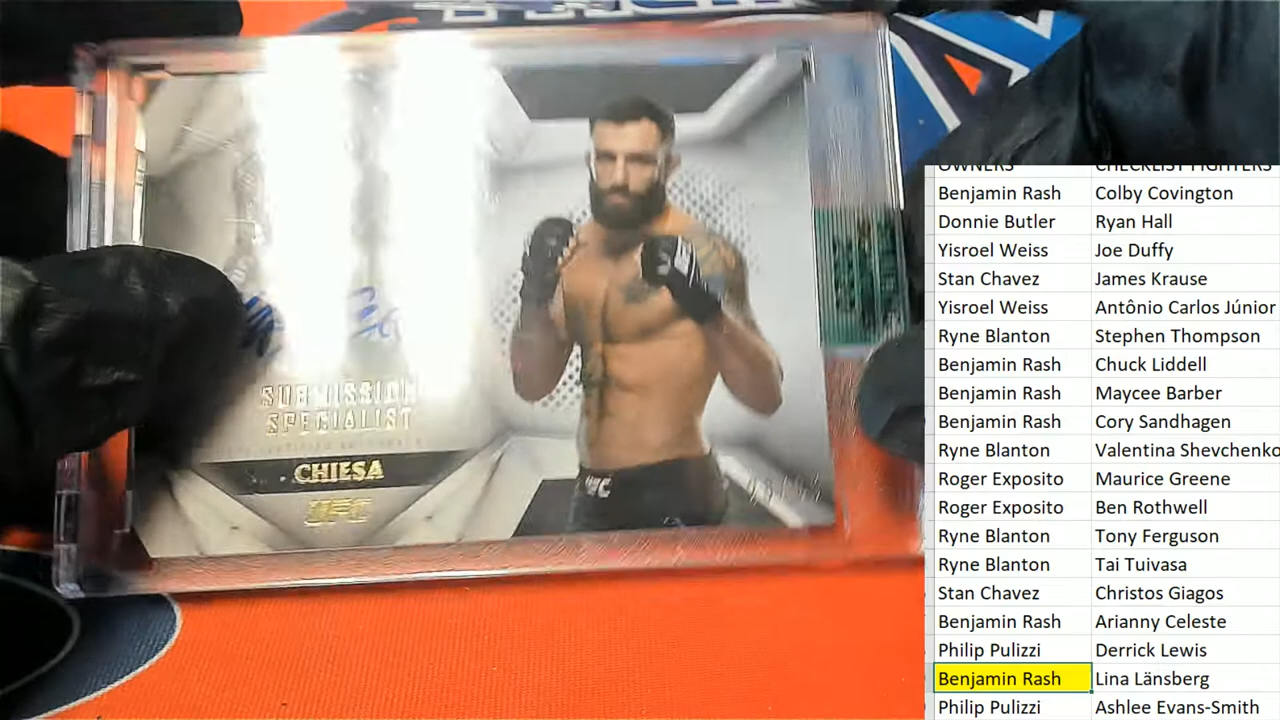 SUBMISSION
SPECIALIST
CHIESA
UFC
UFC
OWNERS CHECKLIST FIGHTERS
Benjamin Rash Colby Covington
Donnie Butler Ryan Hall
Yisroel Weiss Joe Duffy
Stan Chavez James Krause
Yisroel Weiss Antônio Carlos Júnior
Ryne Blanton Stephen Thompson
Benjamin Rash Chuck Liddell
Benjamin Rash Maycee Barber
Benjamin Rash Cory Sandhagen
Ryne Blanton Valentina Shevchenko
Roger Exposito Maurice Greene
Roger Exposito Ben Rothwell
Ryne Blanton Tony Ferguson
Ryne Blanton Tai Tuivasa
Stan Chavez Christos Giagos
Benjamin Rash Arianny Celeste
Philip Pulizzi Derrick Lewis
Benjamin Rash Lina Länsberg
Philip Pulizzi Ashlee Evans-Smith